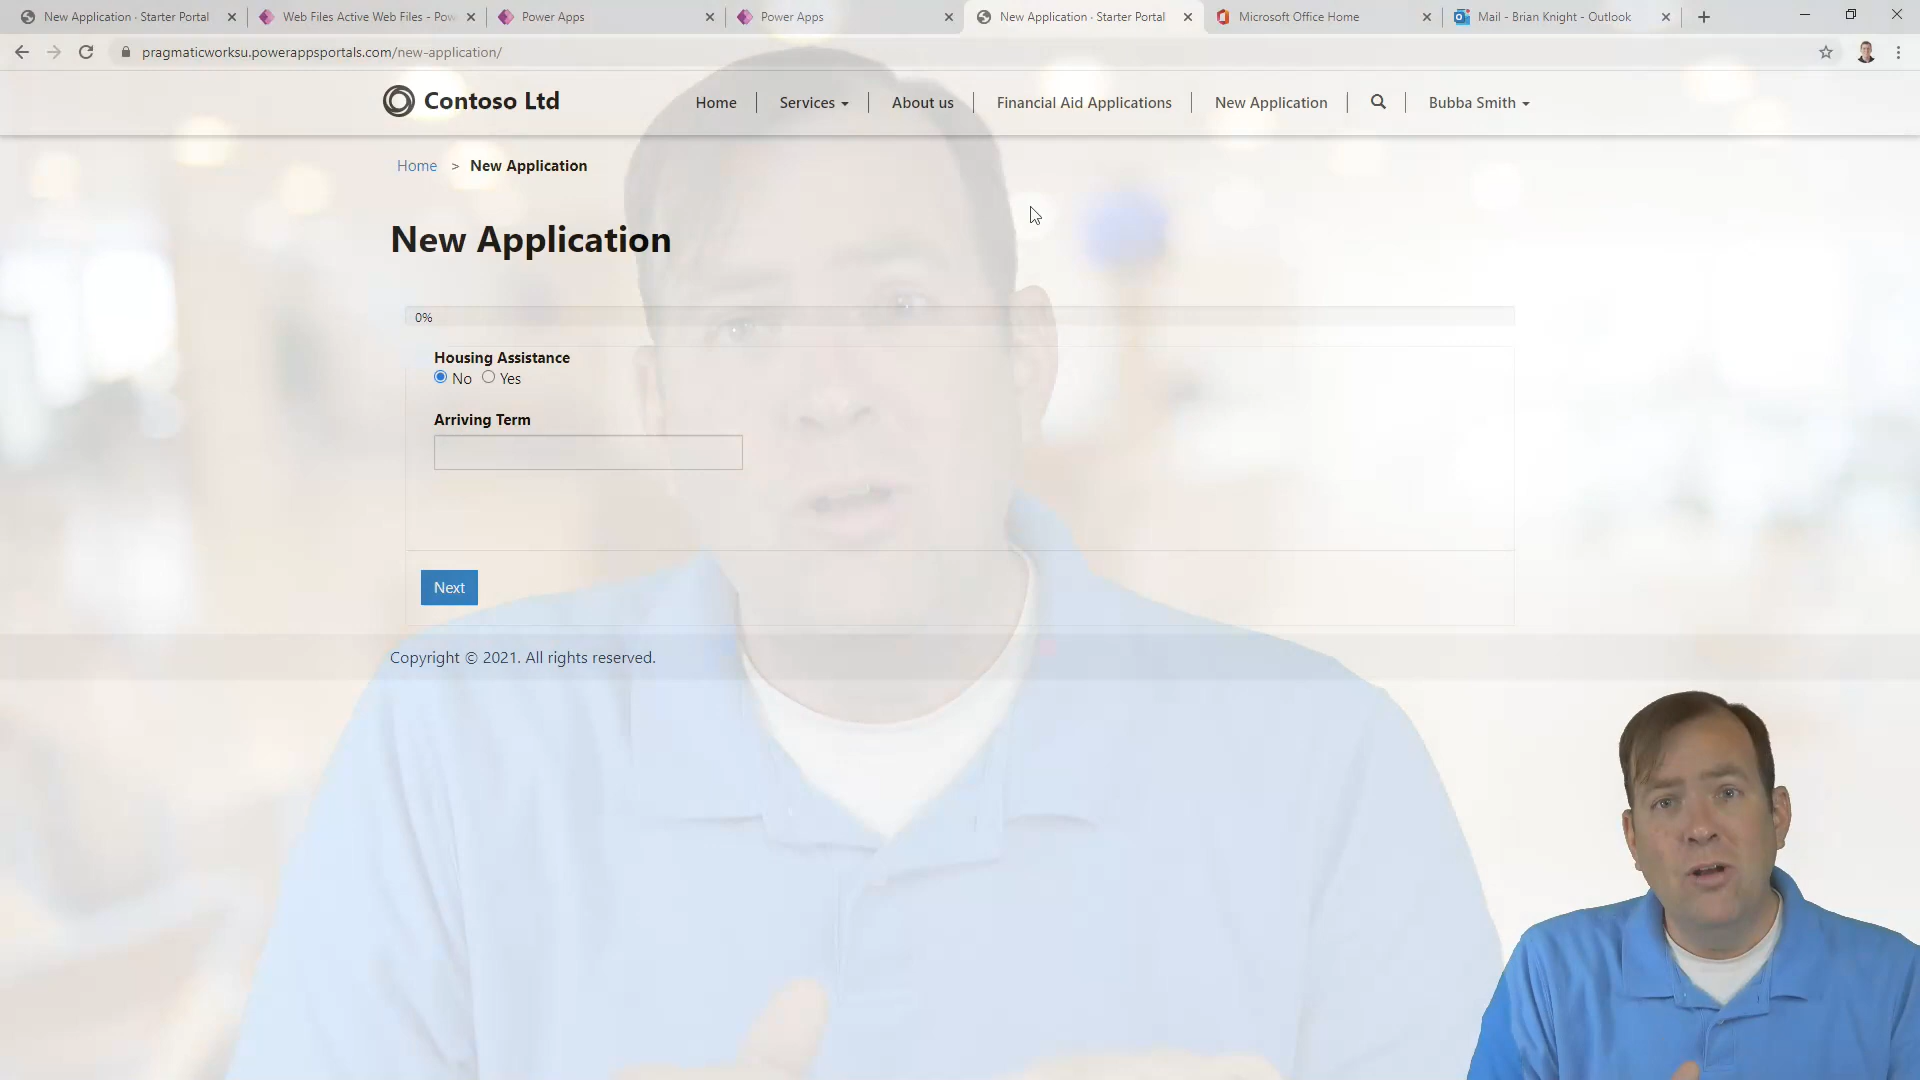 New Application · Starter Portal
Web Files Active Web Files - Pow
Power Apps
Power Apps
New Application · Starter Portal
Microsoft Office Home
Mail - Brian Knight - Outlook
pragmaticworksu.powerappsportals.com/new-application/
Contoso Ltd
Home
Services
About us
Financial Aid Applications
New Application
Bubba Smith
Home > New Application
New Application
0%
Housing Assistance
No Yes
Arriving Term
Next
Copyright © 2021. All rights reserved.